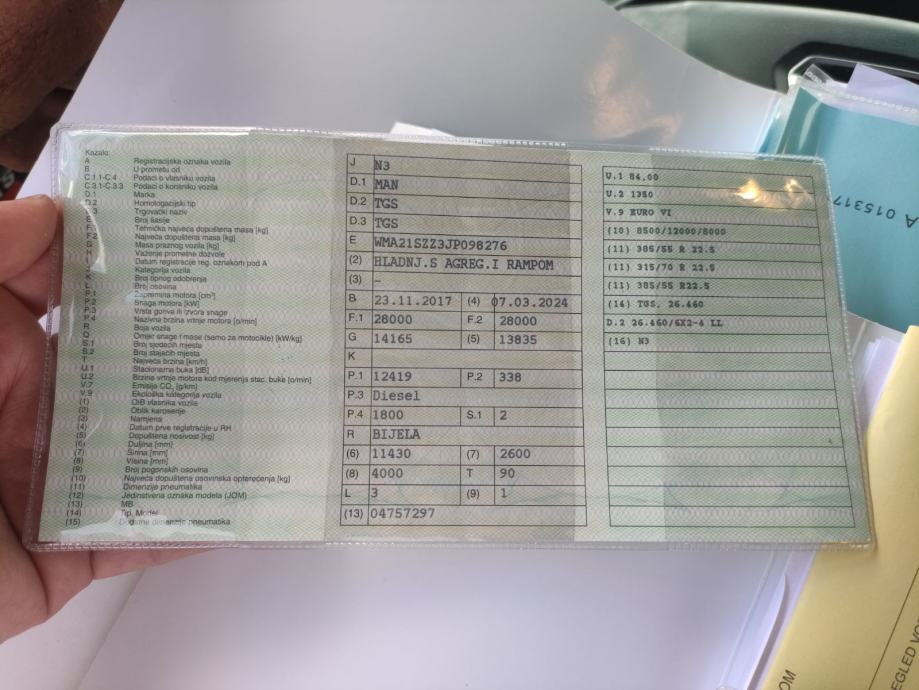 Kazalo:
A Registracijska oznaka vozila
B U prometu od
C.1.1-C.4 Podaci o vlasniku vozila
C.3.1-C.3.3 Podaci o korisniku vozila
D.1 Marka
D.2 Homologacijski tip
D.3 Trgovački naziv
E Broj šasije
F.1 Tehnička najveća dopuštena masa [kg]
F.2 Najveća dopuštena masa [kg]
G Masa praznog vozila [kg]
H Važenje prometne dozvole
I Datum registracije reg. oznakom pod A
J Kategorija vozila
K Broj tipnog odobrenja
L Broj osovina
P.1 Zapremina motora [cm³]
P.2 Snaga motora [kW]
P.3 Vrsta goriva ili izvora snage
P.4 Nazivna brzina vrtnje motora [o/min]
R Boja vozila
Q Omjer snage i mase (samo za motocikle) [kW/kg]
S.1 Broj sjedećih mjesta
S.2 Broj stajaćih mjesta
T Najveća brzina [km/h]
U.1 Stacionarna buka [dB]
U.2 Brzina vrtnje motora kod mjerenja stac. buke [o/min]
V.7 Emisija CO₂ [g/km]
V.9 Ekološka kategorija vozila
(1) OIB vlasnika vozila
(2) Oblik karoserije
(3) Namjena
(4) Datum prve registracije u RH
(5) Dopuštena nosivost [kg]
(6) Duljina [mm]
(7) Širina [mm]
(8) Visina [mm]
(9) Broj pogonskih osovina
(10) Najveća dopuštena osovinska opterećenja [kg]
(11) Dimenzije pneumatika
(12) Jedinstvena oznaka modela (JOM)
(13) MB
(14) Tip, Model
(15) Dodatne dimenzije pneumatika
J N3
D.1 MAN
D.2 TGS
D.3 TGS
E WMA21SZZ3JP098276
(2) HLADNJ.S AGREG.I RAMPOM
(3) –
B 23.11.2017 (4) 07.03.2024
F.1 28000 F.2 28000
G 14165 (5) 13835
K
P.1 12419 P.2 338
P.3 Diesel
P.4 1800 S.1 2
R BIJELA
(6) 11430 (7) 2600
(8) 4000 T 90
L 3 (9) 1
(13) 04757297
U.1 84,00
U.2 1350
V.9 EURO VI
(10) 8500/12000/8000
(11) 385/55 R 22.5
(11) 315/70 R 22.5
(11) 385/55 R22.5
(14) TGS, 26.460
D.2 26.460/6X2-4 LL
(16) N3
A 015317